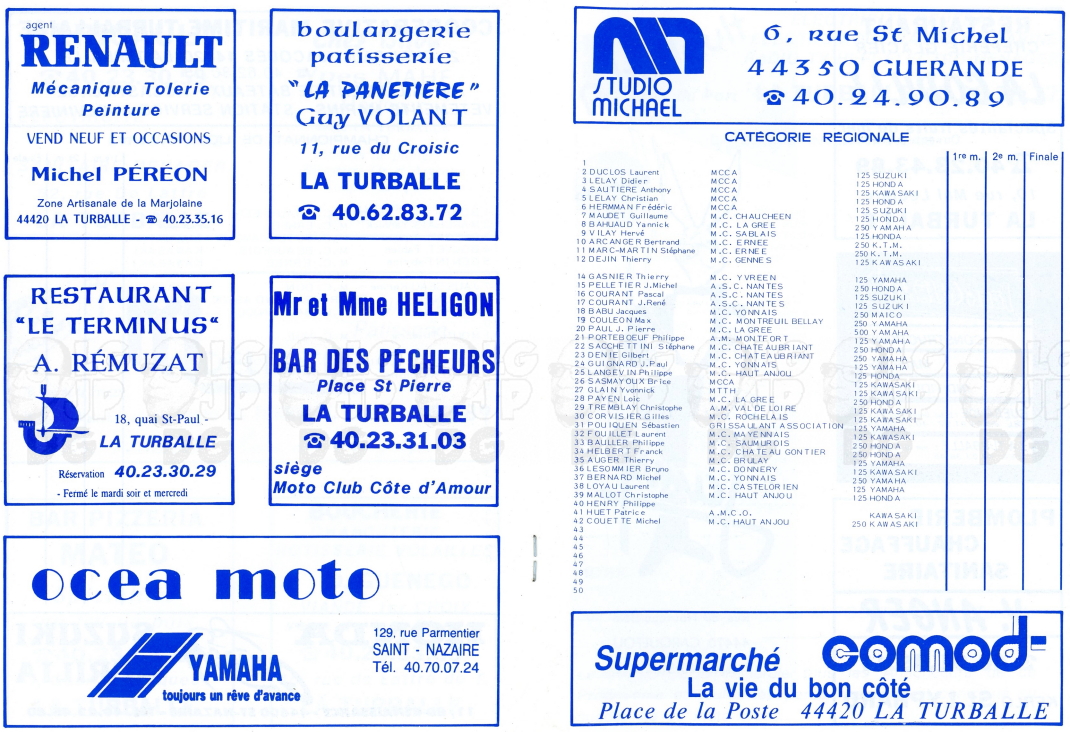 agent
RENAULT
Mécanique Tolerie
Peinture
VEND NEUF ET OCCASIONS
Michel PÉRÉON
Zone Artisanale de la Marjolaine
44420 LA TURBALLE - ☎ 40.23.35.16
boulangerie
patisserie
"LA PANETIERE"
Guy VOLANT
11, rue du Croisic
LA TURBALLE
☎ 40.62.83.72
RESTAURANT
"LE TERMINUS"
A. RÉMUZAT
18, quai St-Paul -
LA TURBALLE
Réservation 40.23.30.29
- Fermé le mardi soir et mercredi
Mr et Mme HELIGON
BAR DES PECHEURS
Place St Pierre
LA TURBALLE
☎ 40.23.31.03
siège
Moto Club Côte d'Amour
ocea moto
YAMAHA
toujours un rêve d'avance
129, rue Parmentier
SAINT - NAZAIRE
Tél. 40.70.07.24
STUDIO
MICHAEL
6, rue St Michel
44350 GUERANDE
☎ 40.24.90.89
CATÉGORIE RÉGIONALE
1re m. 2e m. Finale
1
2 DUCLOS Laurent MCCA 125 SUZUKI
3 LELAY Didier MCCA 125 HONDA
4 SAUTIERE Anthony MCCA 125 KAWASAKI
5 LELAY Christian MCCA 125 HONDA
6 HERMMAN Frédéric MCCA 125 SUZUKI
7 MAUDET Guillaume M.C. CHAUCHEEN 125 HONDA
8 BAHUAUD Yannick M.C. LA GREE 250 YAMAHA
9 VILAY Hervé M.C. SABLAIS 125 HONDA
10 ARCANGER Bertrand M.C. ERNEE 250 K.T.M.
11 MARC-MARTIN Stéphane M.C. ERNEE 250 K.T.M.
12 DEJIN Thierry M.C. GENNES 125 KAWASAKI
14 GASNIER Thierry M.C. YVREEN 125 YAMAHA
15 PELLETIER J.Michel A.S.C. NANTES 250 HONDA
16 COURANT Pascal A.S.C. NANTES 125 SUZUKI
17 COURANT J.René A.S.C. NANTES 125 SUZUKI
18 BABU Jacques M.C. YONNAIS 250 MAICO
19 COULEON Max M.C. MONTREUIL BELLAY 250 YAMAHA
20 PAUL J. Pierre M.C. LA GREE 500 YAMAHA
21 PORTEBOEUF Philippe A.M. MONTFORT 125 YAMAHA
22 SACCHETTINI Stéphane M.C. CHATEAUBRIANT 250 HONDA
23 DENIE Gilbert M.C. CHATEAUBRIANT 250 YAMAHA
24 GUIGNARD J.Paul M.C. YONNAIS 125 YAMAHA
25 LANGEVIN Philippe M.C. HAUT ANJOU 125 HONDA
26 SASMAYOUX Brice MCCA 125 KAWASAKI
27 GLAIN Yvonnick MTTH 125 KAWASAKI
28 PAYEN Loïc M.C. LA GREE 250 HONDA
29 TREMBLAY Christophe A.M. VAL DE LOIRE 125 KAWASAKI
30 CORVISIER Gilles M.C. ROCHELAIS 125 KAWASAKI
31 POUIQUEN Sébastien GRISSAULANT ASSOCIATION 125 YAMAHA
32 FOUILLET Laurent M.C. MAYENNAIS 125 KAWASAKI
33 BAULLER Philippe M.C. SAUMUROIS 250 HONDA
34 HELBERT Franck M.C. CHATEAU GONTIER 250 HONDA
35 AUGER Thierry M.C. BRULAY 125 YAMAHA
36 LESOMMIER Bruno M.C. DONNERY 125 KAWASAKI
37 BERNARD Michel M.C. YONNAIS 250 KAWASAKI
38 LOYAU Laurent M.C. CASTELORIEN 125 YAMAHA
39 MALLOT Christophe M.C. HAUT ANJOU 125 HONDA
40 HENRY Philippe
41 HUET Patrice A.M.C.O. KAWASAKI
42 COUETTE Michel M.C. HAUT ANJOU 250 KAWASAKI
43
44
45
46
47
48
49
50
Supermarché comod
La vie du bon côté
Place de la Poste 44420 LA TURBALLE